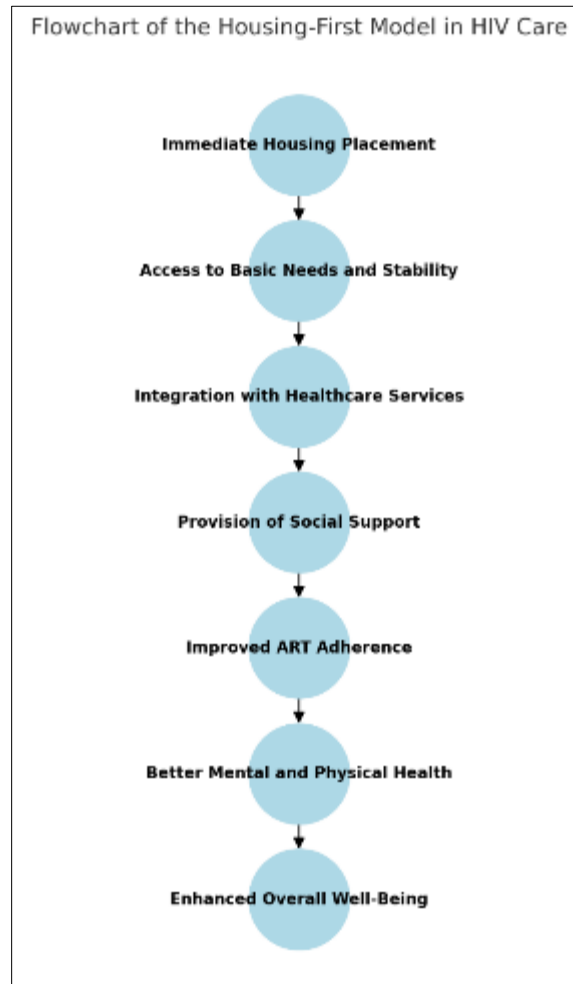 Flowchart of the Housing-First Model in HIV Care
Immediate Housing Placement
Access to Basic Needs and Stability
Integration with Healthcare Services
Provision of Social Support
Improved ART Adherence
Better Mental and Physical Health
Enhanced Overall Well-Being